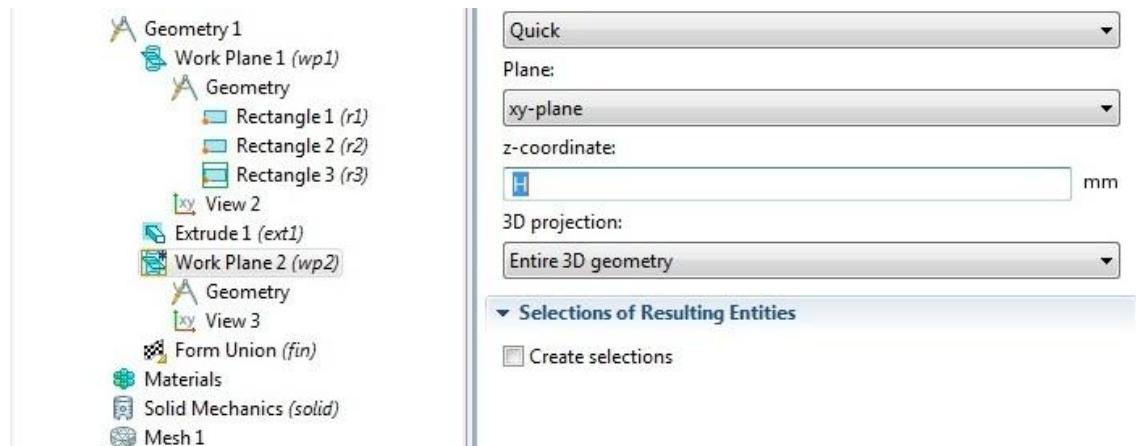 Geometry 1
Work Plane 1 (wp1)
Geometry
Rectangle 1 (r1)
Rectangle 2 (r2)
Rectangle 3 (r3)
xy View 2
Extrude 1 (ext1)
Work Plane 2 (wp2)
Geometry
xy View 3
Form Union (fin)
Materials
Solid Mechanics (solid)
Mesh 1
Quick
Plane:
xy-plane
z-coordinate:
H mm
3D projection:
Entire 3D geometry
Selections of Resulting Entities
Create selections